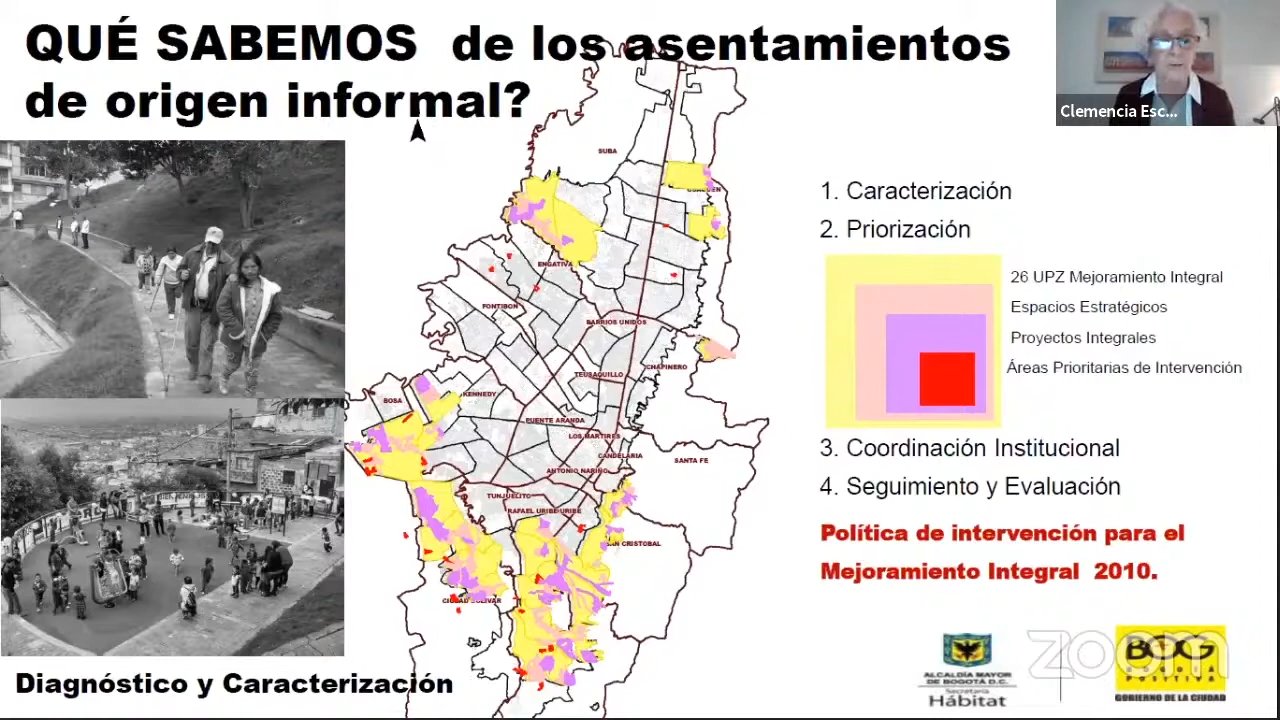 QUÉ SABEMOS de los asentamientos
de origen informal?
Clemencia Esc...
SUBA
ENGATIVA
FONTIBON
BARRIOS UNIDOS
CHAPINERO
TEUSAQUILLO
BOSA
KENNEDY
PUENTE ARANDA
LOS MARTIRES
CANDELARIA
SANTA FE
ANTONIO NARIÑO
TUNJUELITO
RAFAEL URIBE URIBE
SAN CRISTOBAL
CIUDAD BOLIVAR
1. Caracterización
2. Priorización
26 UPZ Mejoramiento Integral
Espacios Estratégicos
Proyectos Integrales
Áreas Prioritarias de Intervención
3. Coordinación Institucional
4. Seguimiento y Evaluación
Política de intervención para el
Mejoramiento Integral 2010.
Diagnóstico y Caracterización
ALCALDÍA MAYOR
DE BOGOTÁ D.C.
Secretaría
Hábitat
zoom
GOBIERNO DE LA CIUDAD